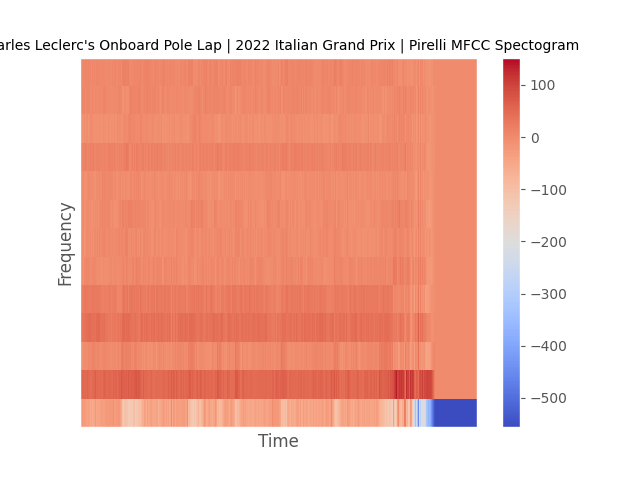 arles Leclerc's Onboard Pole Lap | 2022 Italian Grand Prix | Pirelli MFCC Spectogram
Frequency
Time
100
0
−100
−200
−300
−400
−500